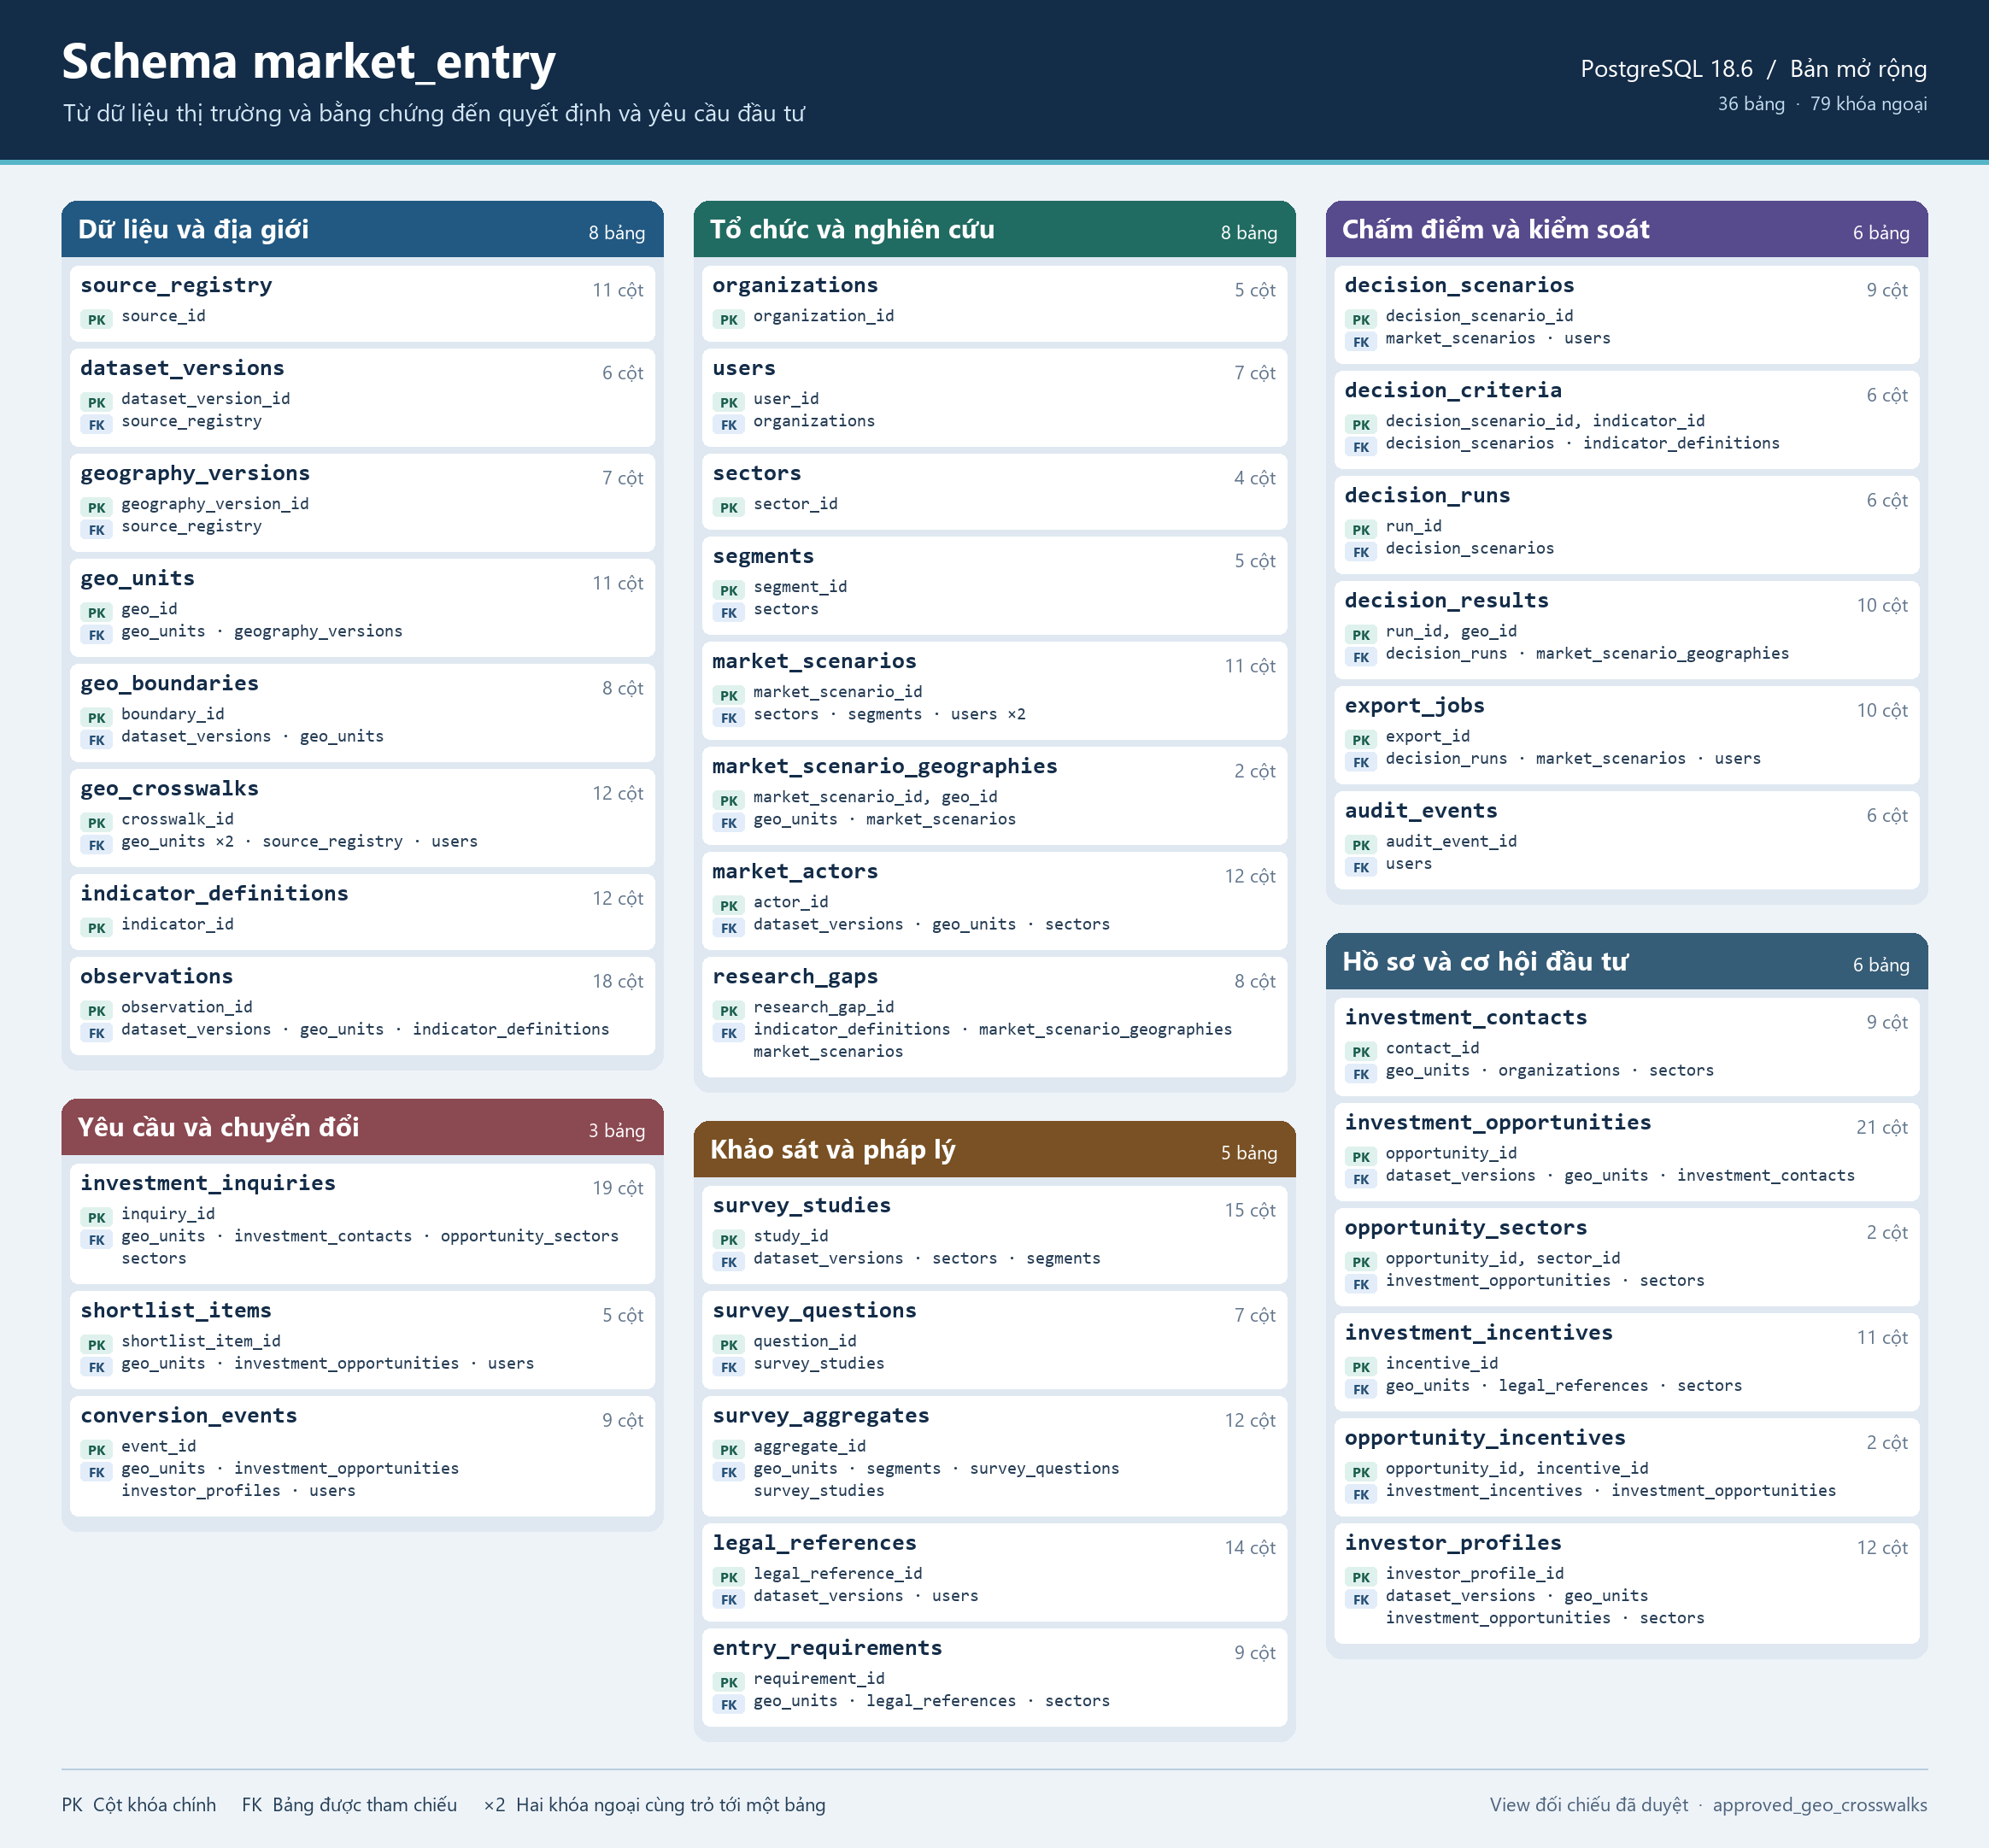 Schema market_entry
Từ dữ liệu thị trường và bằng chứng đến quyết định và yêu cầu đầu tư
PostgreSQL 18.6 / Bản mở rộng
36 bảng · 79 khóa ngoại
Dữ liệu và địa giới
8 bảng
source_registry
11 cột
PK source_id
dataset_versions
6 cột
PK dataset_version_id
FK source_registry
geography_versions
7 cột
PK geography_version_id
FK source_registry
geo_units
11 cột
PK geo_id
FK geo_units · geography_versions
geo_boundaries
8 cột
PK boundary_id
FK dataset_versions · geo_units
geo_crosswalks
12 cột
PK crosswalk_id
FK geo_units ×2 · source_registry · users
indicator_definitions
12 cột
PK indicator_id
observations
18 cột
PK observation_id
FK dataset_versions · geo_units · indicator_definitions
Yêu cầu và chuyển đổi
3 bảng
investment_inquiries
19 cột
PK inquiry_id
FK geo_units · investment_contacts · opportunity_sectors
sectors
shortlist_items
5 cột
PK shortlist_item_id
FK geo_units · investment_opportunities · users
conversion_events
9 cột
PK event_id
FK geo_units · investment_opportunities
investor_profiles · users
Tổ chức và nghiên cứu
8 bảng
organizations
5 cột
PK organization_id
users
7 cột
PK user_id
FK organizations
sectors
4 cột
PK sector_id
segments
5 cột
PK segment_id
FK sectors
market_scenarios
11 cột
PK market_scenario_id
FK sectors · segments · users ×2
market_scenario_geographies
2 cột
PK market_scenario_id, geo_id
FK geo_units · market_scenarios
market_actors
12 cột
PK actor_id
FK dataset_versions · geo_units · sectors
research_gaps
8 cột
PK research_gap_id
FK indicator_definitions · market_scenario_geographies
market_scenarios
Khảo sát và pháp lý
5 bảng
survey_studies
15 cột
PK study_id
FK dataset_versions · sectors · segments
survey_questions
7 cột
PK question_id
FK survey_studies
survey_aggregates
12 cột
PK aggregate_id
FK geo_units · segments · survey_questions
survey_studies
legal_references
14 cột
PK legal_reference_id
FK dataset_versions · users
entry_requirements
9 cột
PK requirement_id
FK geo_units · legal_references · sectors
Chấm điểm và kiểm soát
6 bảng
decision_scenarios
9 cột
PK decision_scenario_id
FK market_scenarios · users
decision_criteria
6 cột
PK decision_scenario_id, indicator_id
FK decision_scenarios · indicator_definitions
decision_runs
6 cột
PK run_id
FK decision_scenarios
decision_results
10 cột
PK run_id, geo_id
FK decision_runs · market_scenario_geographies
export_jobs
10 cột
PK export_id
FK decision_runs · market_scenarios · users
audit_events
6 cột
PK audit_event_id
FK users
Hồ sơ và cơ hội đầu tư
6 bảng
investment_contacts
9 cột
PK contact_id
FK geo_units · organizations · sectors
investment_opportunities
21 cột
PK opportunity_id
FK dataset_versions · geo_units · investment_contacts
opportunity_sectors
2 cột
PK opportunity_id, sector_id
FK investment_opportunities · sectors
investment_incentives
11 cột
PK incentive_id
FK geo_units · legal_references · sectors
opportunity_incentives
2 cột
PK opportunity_id, incentive_id
FK investment_incentives · investment_opportunities
investor_profiles
12 cột
PK investor_profile_id
FK dataset_versions · geo_units
investment_opportunities · sectors
PK Cột khóa chính FK Bảng được tham chiếu ×2 Hai khóa ngoại cùng trỏ tới một bảng
View đối chiếu đã duyệt · approved_geo_crosswalks